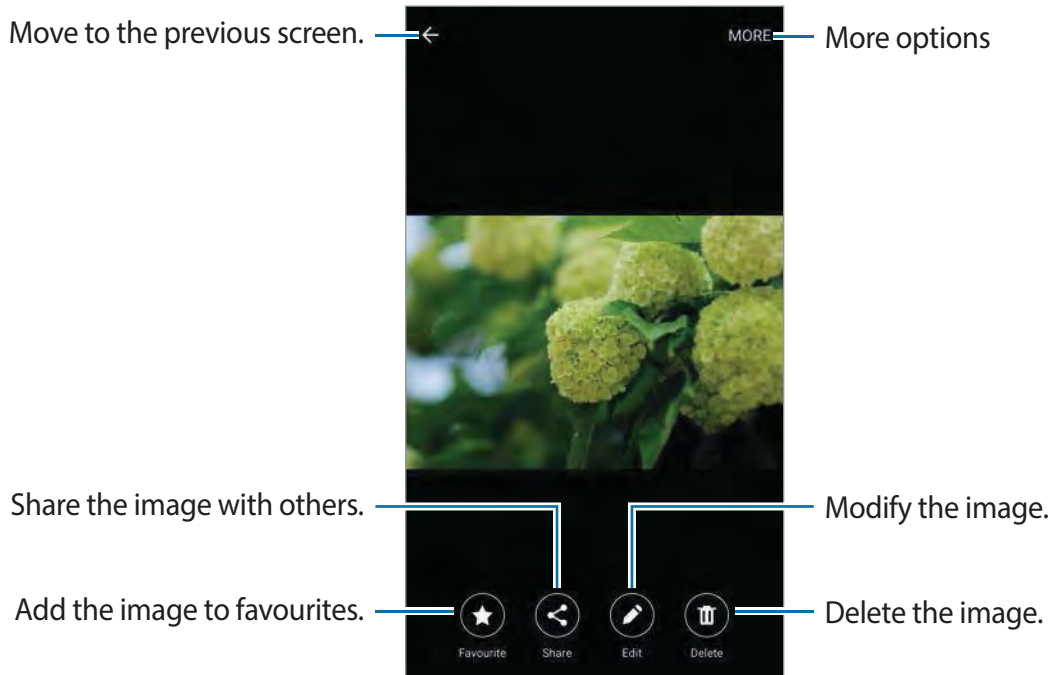 Move to the previous screen.
MORE
More options
Share the image with others.
Modify the image.
Add the image to favourites.
Delete the image.
Favourite
Share
Edit
Delete